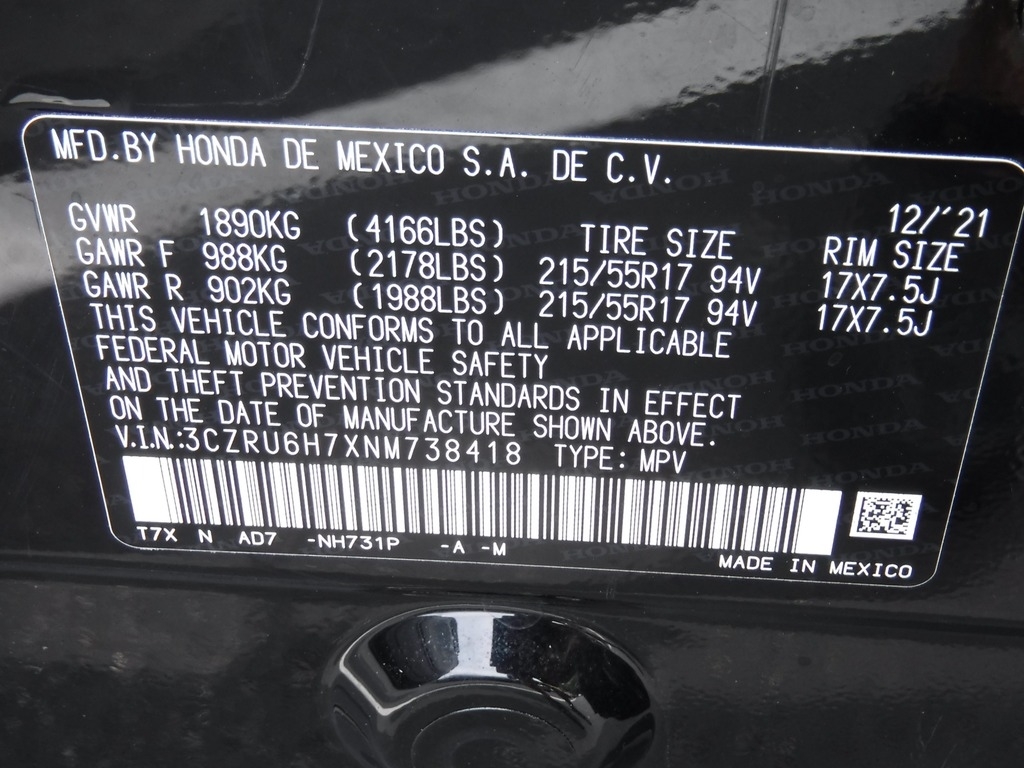 MFD.BY HONDA DE MEXICO S.A. DE C.V.
12/'21
GVWR 1890KG (4166LBS) TIRE SIZE RIM SIZE
GAWR F 988KG (2178LBS) 215/55R17 94V 17X7.5J
GAWR R 902KG (1988LBS) 215/55R17 94V 17X7.5J
THIS VEHICLE CONFORMS TO ALL APPLICABLE
FEDERAL MOTOR VEHICLE SAFETY
AND THEFT PREVENTION STANDARDS IN EFFECT
ON THE DATE OF MANUFACTURE SHOWN ABOVE.
V.I.N.:3CZRU6H7XNM738418 TYPE: MPV
T7X N AD7 -NH731P -A -M
MADE IN MEXICO